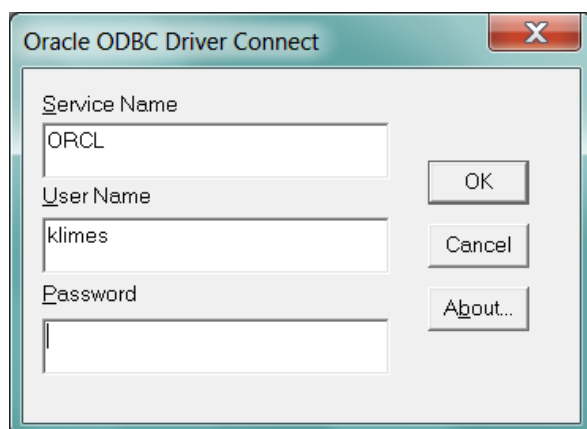 Oracle ODBC Driver Connect
Service Name
ORCL
OK
User Name
klimes
Cancel
Password
About...